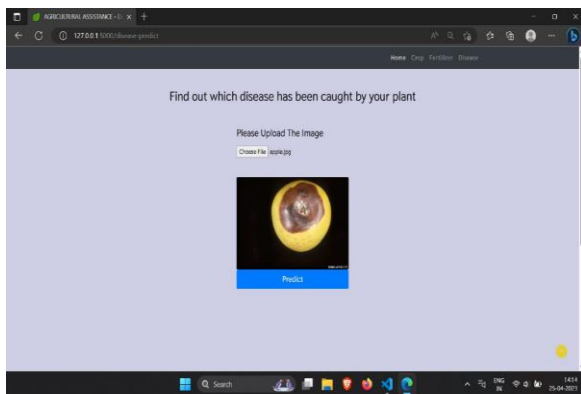 AGRICULTURAL ASSISTANCE - D
127.0.0.1:5000/disease-predict
Home Crop Fertilizer Disease
Find out which disease has been caught by your plant
Please Upload The Image
Choose File apple.jpg
Predict
Search
ENG
IN
14:14
25-04-2023